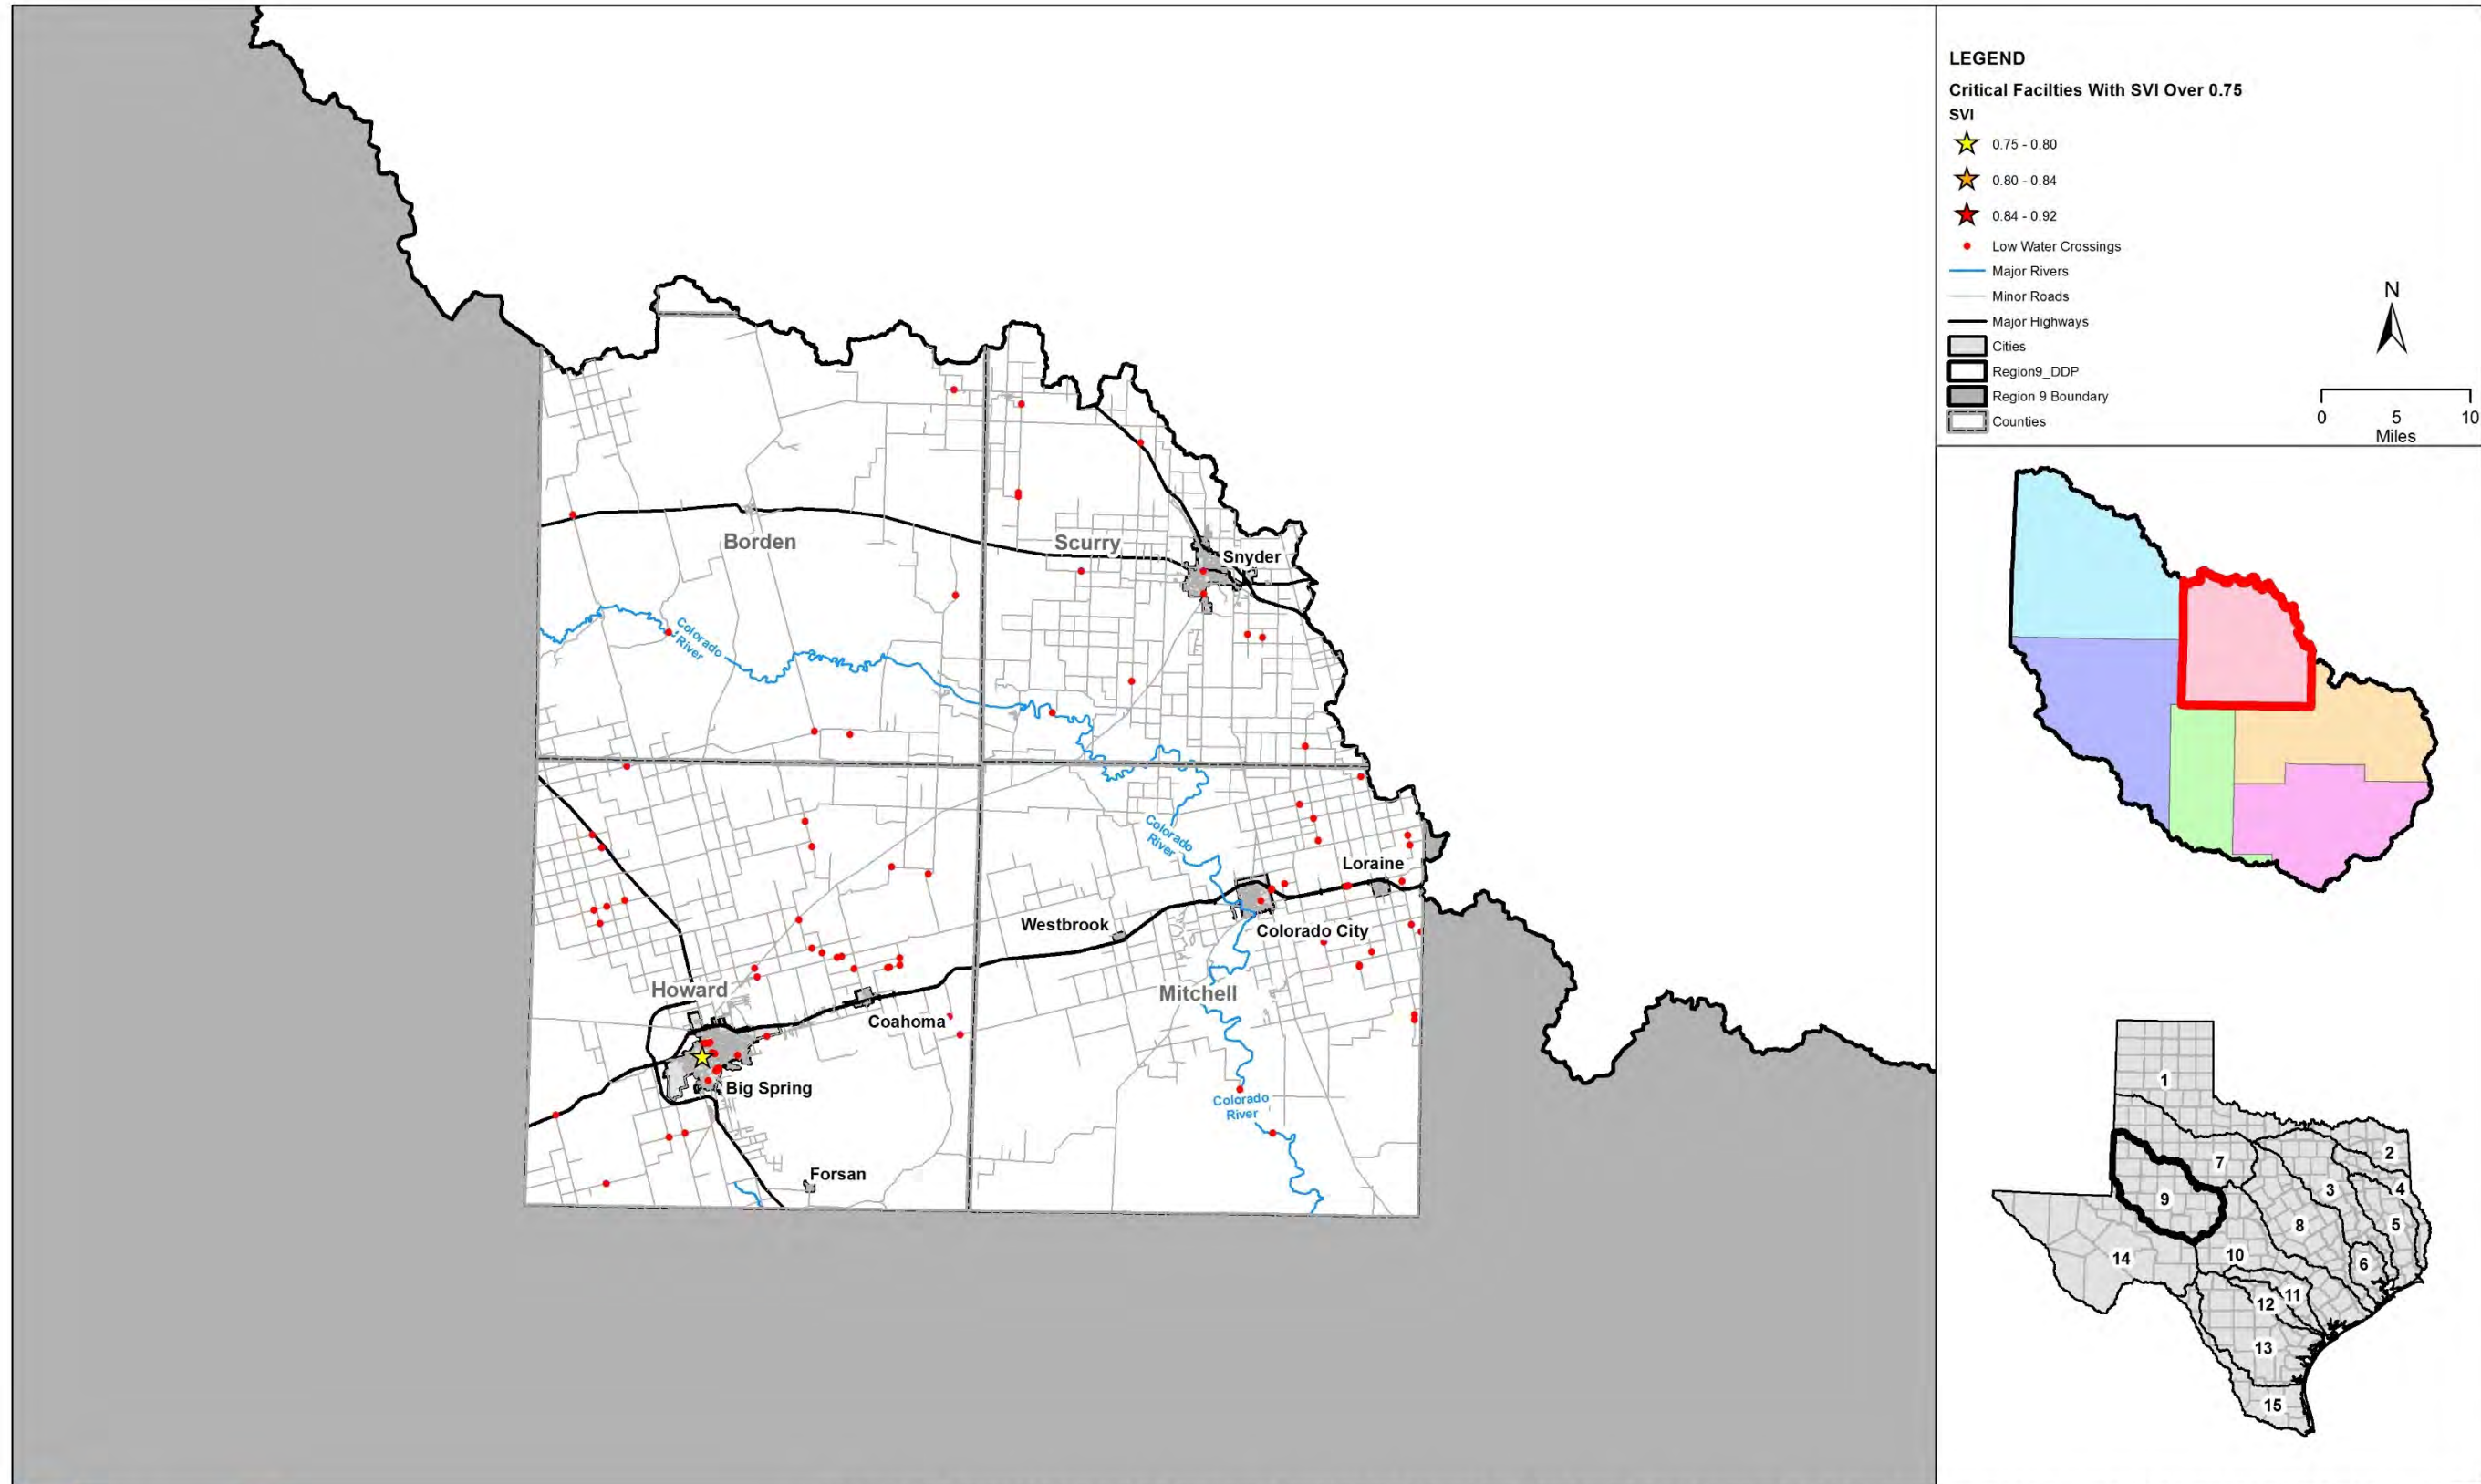 LEGEND
Critical Facilties With SVI Over 0.75
SVI
0.75 - 0.80
0.80 - 0.84
0.84 - 0.92
Low Water Crossings
Major Rivers
Minor Roads
Major Highways
Cities
Region9_DDP
Region 9 Boundary
Counties
N
0 5 10
Miles
Borden
Scurry
Snyder
Colorado
River
Colorado
River
Loraine
Westbrook
Colorado City
Howard
Mitchell
Coahoma
Big Spring
Colorado
River
Forsan
1
2
7
3
4
9
8
5
14
10
6
11
12
13
15